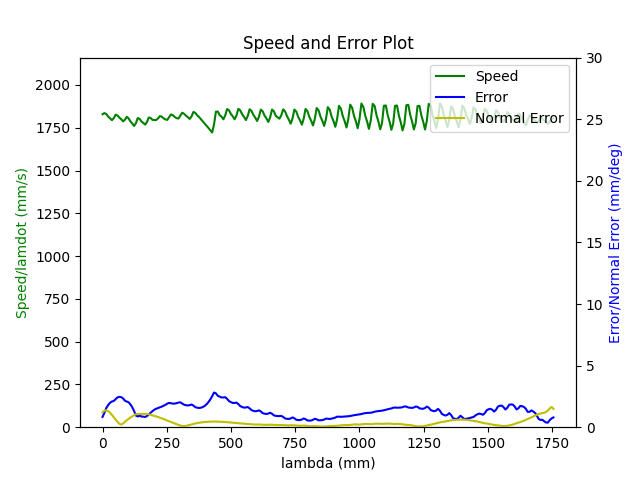 Speed and Error Plot
Speed
Error
Normal Error
Speed/lamdot (mm/s)
2000
1750
1500
1250
1000
750
500
250
0
30
25
20
15
10
5
0
Error/Normal Error (mm/deg)
0 250 500 750 1000 1250 1500 1750
lambda (mm)